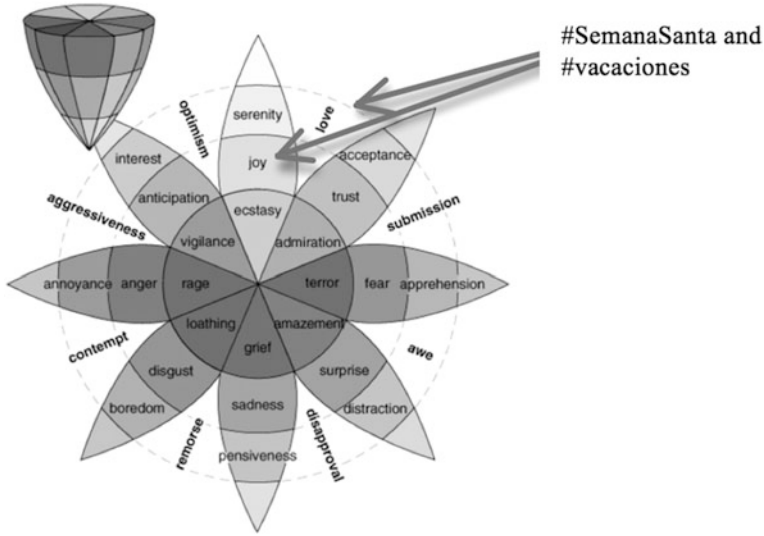 #SemanaSanta and
#vacaciones
optimism
serenity
love
interest
joy
acceptance
anticipation
trust
aggressiveness
ecstasy
submission
vigilance
admiration
annoyance
anger
rage
terror
fear
apprehension
loathing
amazement
contempt
grief
awe
disgust
surprise
boredom
sadness
distraction
remorse
disapproval
pensiveness